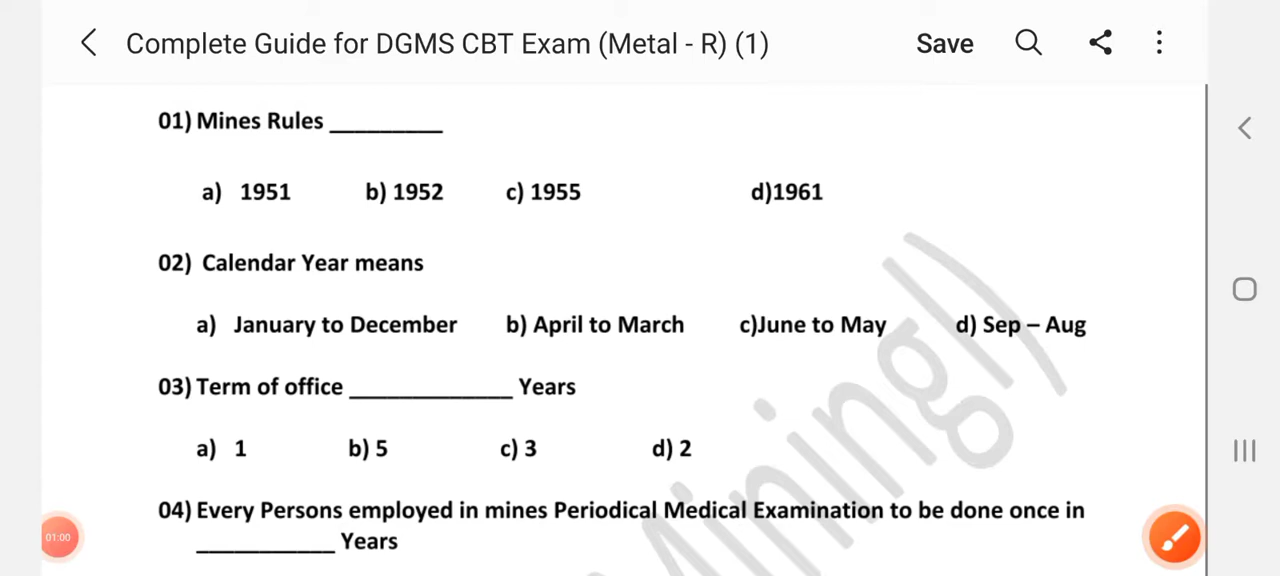 Complete Guide for DGMS CBT Exam (Metal - R) (1) Save
01) Mines Rules _________
a) 1951 b) 1952 c) 1955 d)1961
02) Calendar Year means
a) January to December b) April to March c)June to May d) Sep – Aug
03) Term of office _____________ Years
a) 1 b) 5 c) 3 d) 2
04) Every Persons employed in mines Periodical Medical Examination to be done once in
___________ Years
01:00
Mining!)